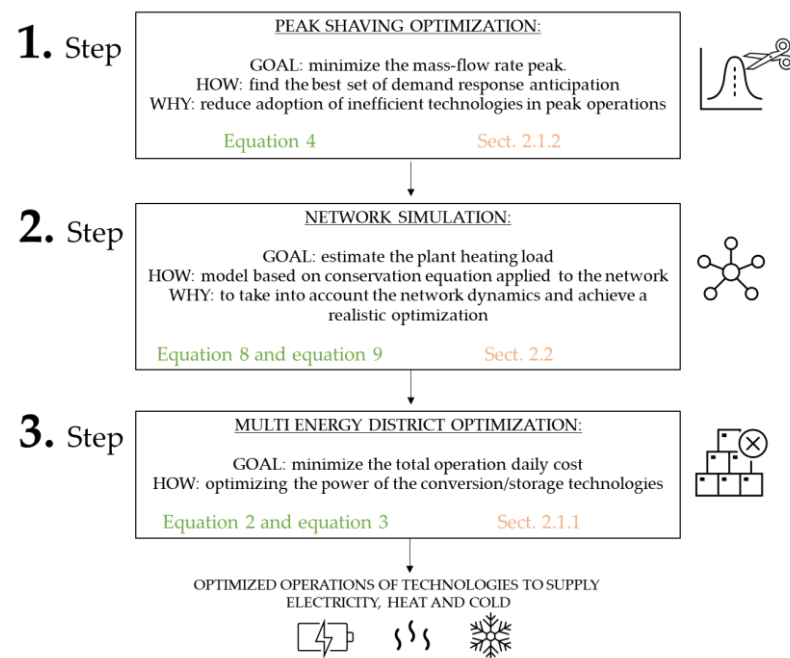 1. Step
PEAK SHAVING OPTIMIZATION:
GOAL: minimize the mass-flow rate peak.
HOW: find the best set of demand response anticipation
WHY: reduce adoption of inefficient technologies in peak operations
Equation 4 Sect. 2.1.2
2. Step
NETWORK SIMULATION:
GOAL: estimate the plant heating load
HOW: model based on conservation equation applied to the network
WHY: to take into account the network dynamics and achieve a
realistic optimization
Equation 8 and equation 9 Sect. 2.2
3. Step
MULTI ENERGY DISTRICT OPTIMIZATION:
GOAL: minimize the total operation daily cost
HOW: optimizing the power of the conversion/storage technologies
Equation 2 and equation 3 Sect. 2.1.1
OPTIMIZED OPERATIONS OF TECHNOLOGIES TO SUPPLY
ELECTRICITY, HEAT AND COLD